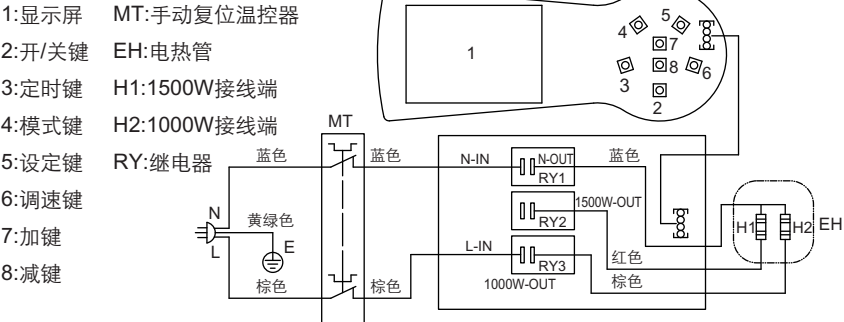 1:显示屏
2:开/关键
3:定时键
4:模式键
5:设定键
6:调速键
7:加键
8:减键
MT:手动复位温控器
EH:电热管
H1:1500W接线端
H2:1000W接线端
RY:继电器
1
4
5
7
8
6
3
2
MT
蓝色
蓝色
N-IN
N-OUT
RY1
蓝色
1500W-OUT
RY2
N
黄绿色
E
L
L-IN
RY3
1000W-OUT
红色
棕色
棕色
棕色
H1
H2
EH